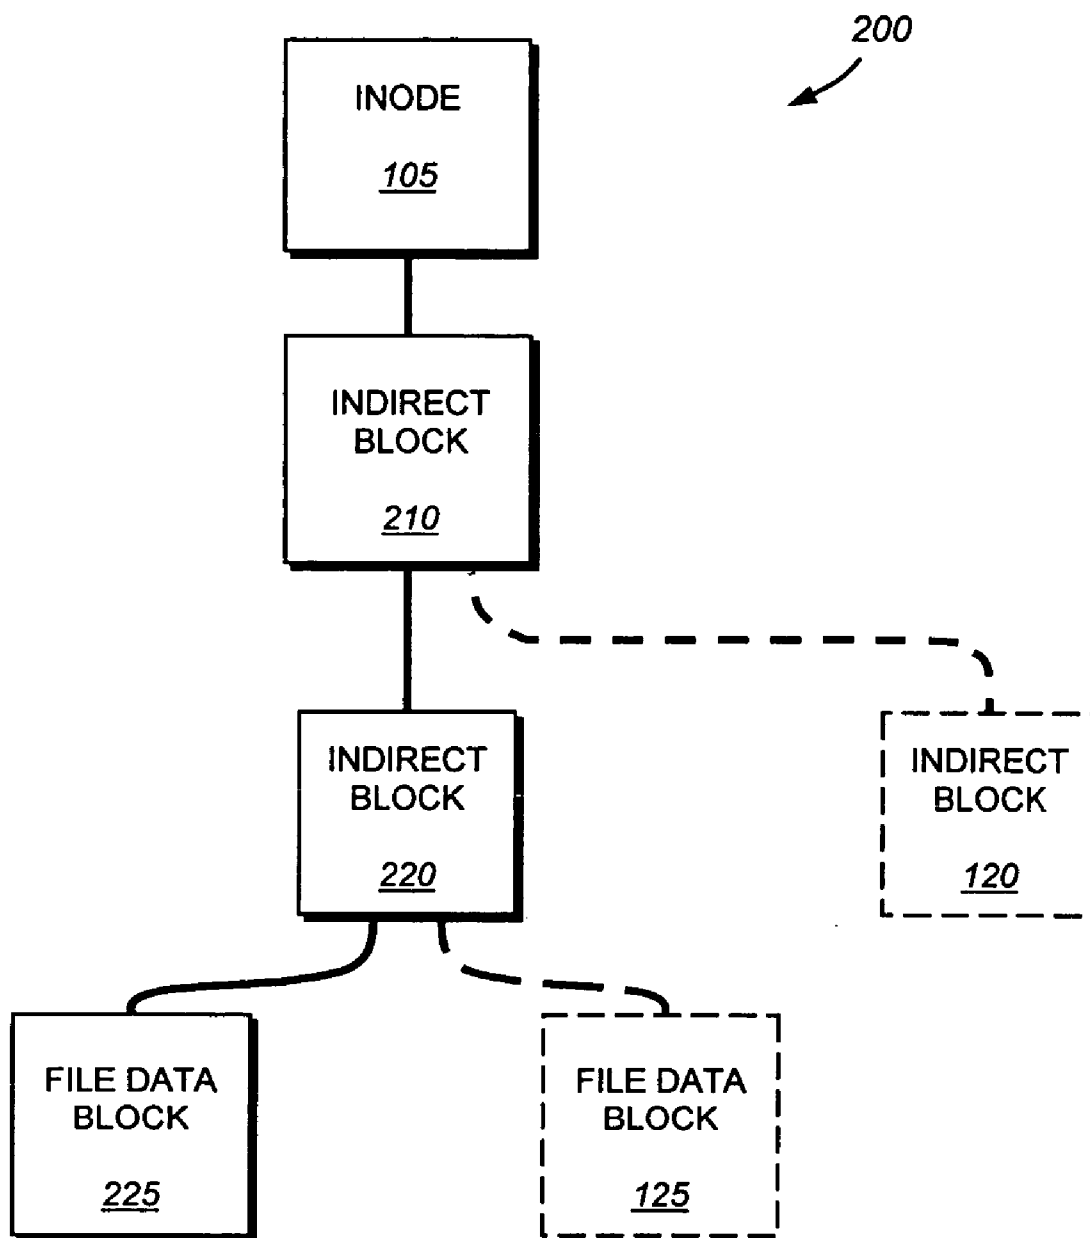 200
INODE
105
INDIRECT
BLOCK
210
INDIRECT
BLOCK
220
INDIRECT
BLOCK
120
FILE DATA
BLOCK
225
FILE DATA
BLOCK
125